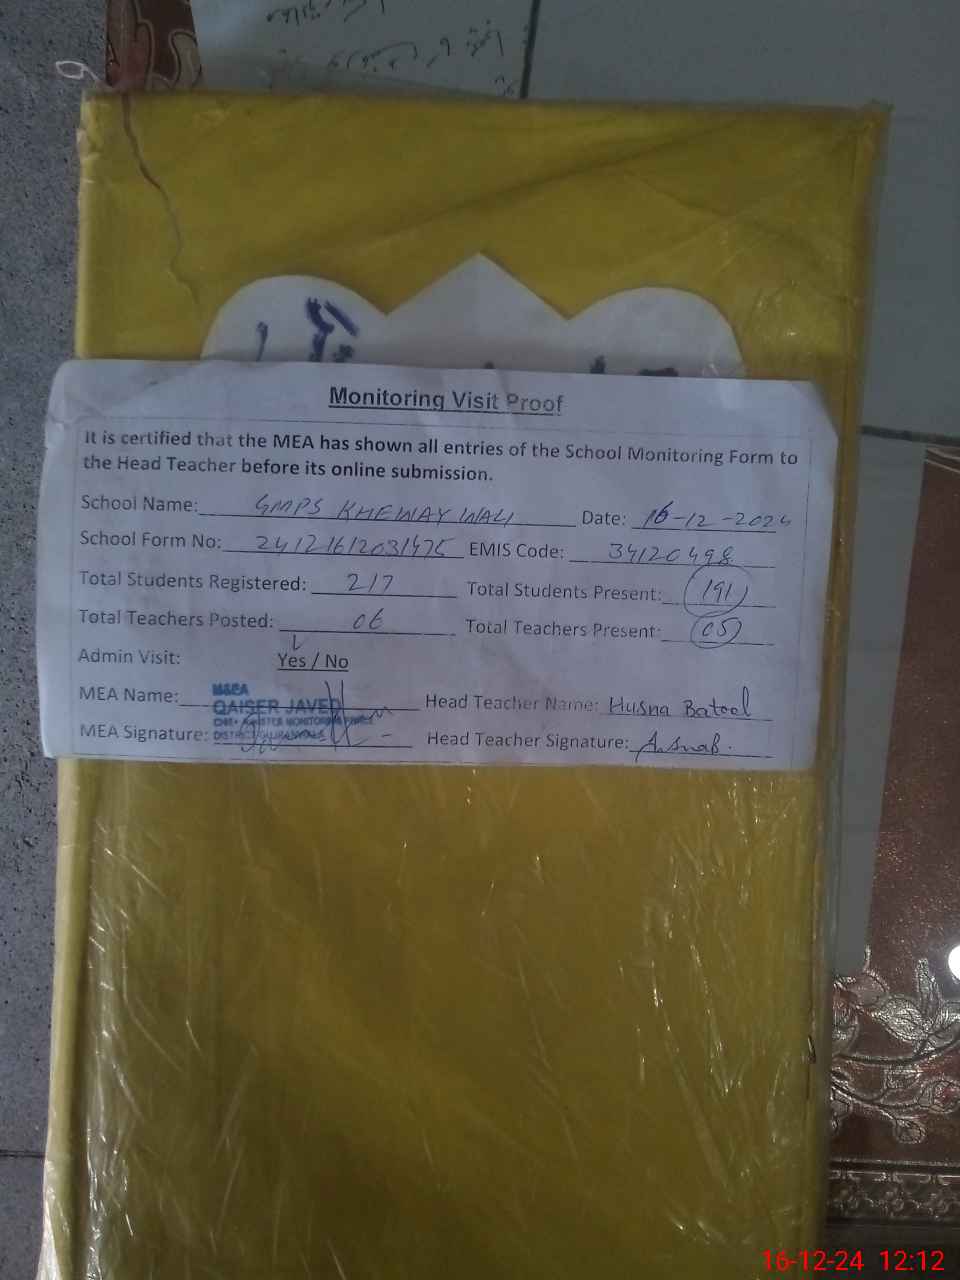 Monitoring Visit Proof
It is certified that the MEA has shown all entries of the School Monitoring Form to
the Head Teacher before its online submission.
School Name: GMPS KHEWAY WALI Date: 16-12-2024
School Form No: 24121612031475 EMIS Code: 34120498
Total Students Registered: 217 Total Students Present: 191
Total Teachers Posted: 06 Total Teachers Present: 05
Admin Visit: Yes / No
MEA Name: M&EA QAISER JAVED Head Teacher Name: Husna Batool
MEA Signature: DISTRICT GUJRANWALA Head Teacher Signature:
16-12-24 12:12